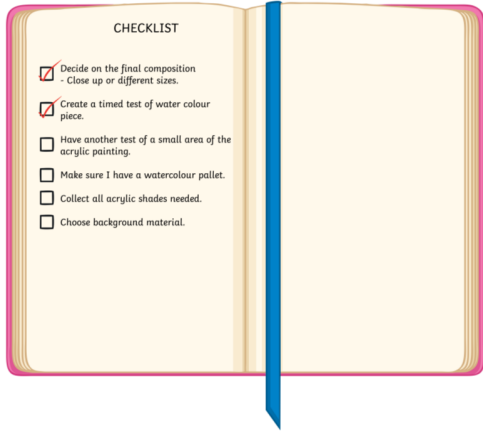 CHECKLIST
Decide on the final composition
- Close up or different sizes.
Create a timed test of water colour
piece.
Have another test of a small area of the
acrylic painting.
Make sure I have a watercolour pallet.
Collect all acrylic shades needed.
Choose background material.